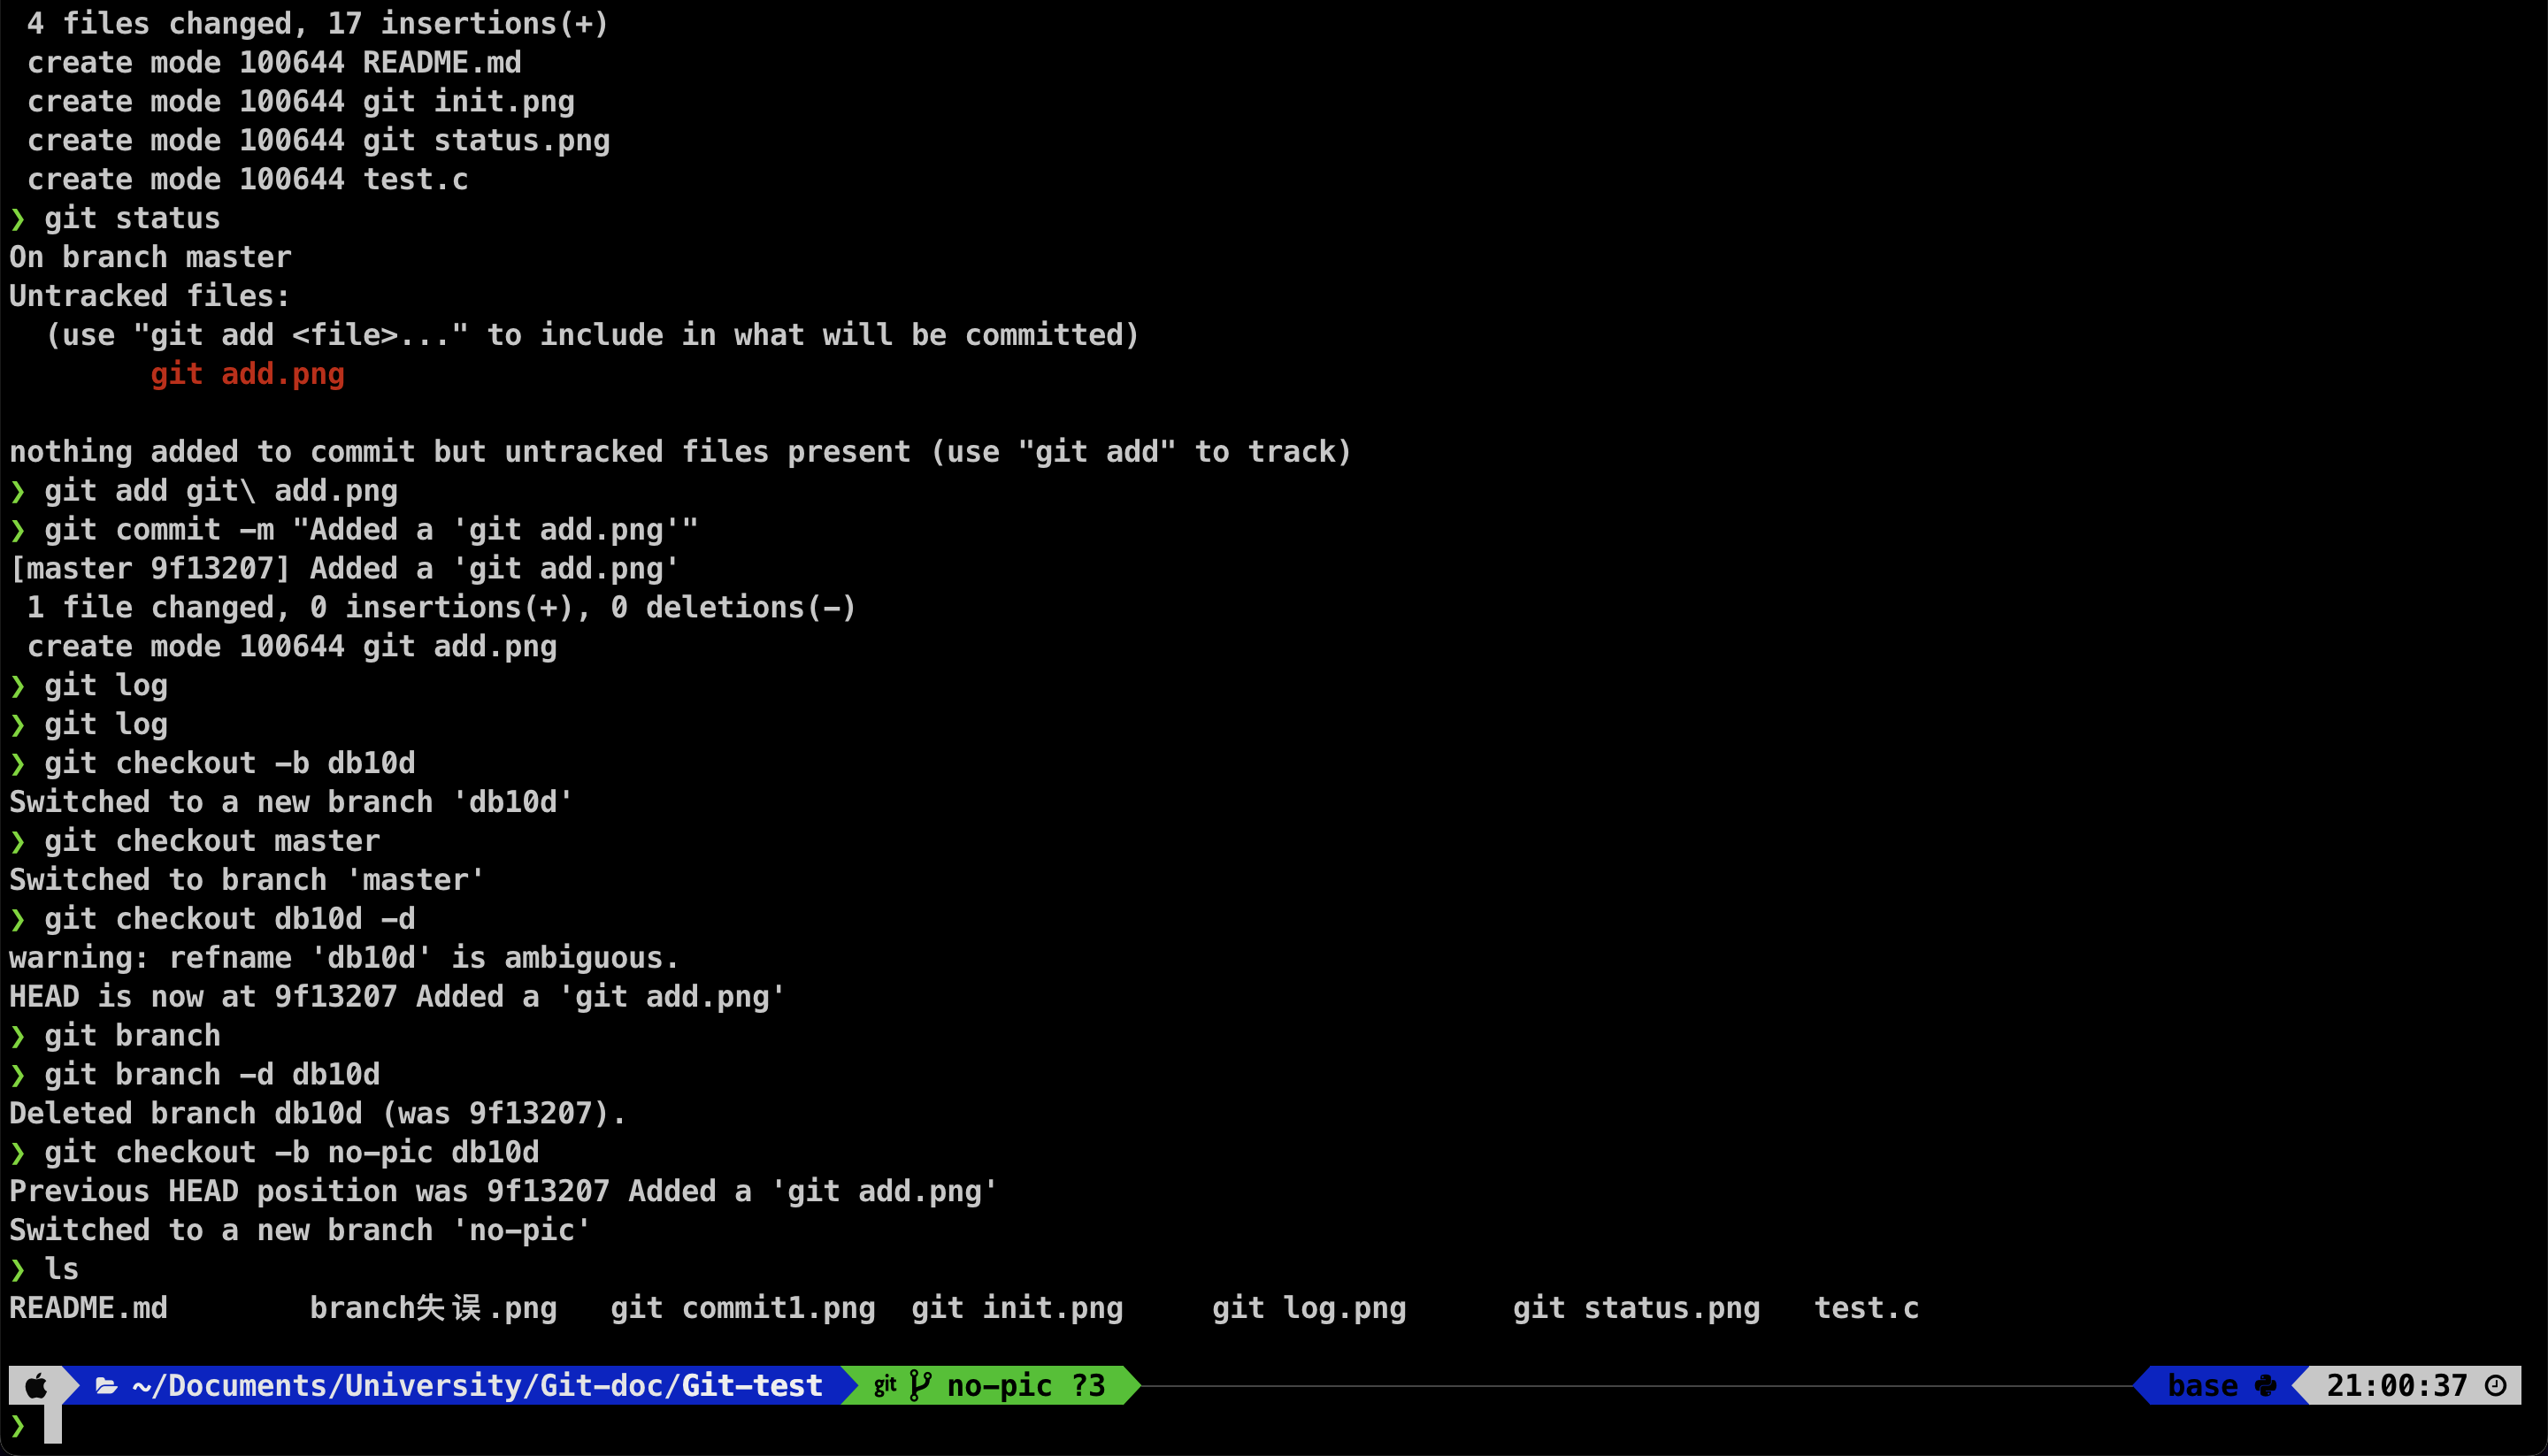 4 files changed, 17 insertions(+)
 create mode 100644 README.md
 create mode 100644 git init.png
 create mode 100644 git status.png
 create mode 100644 test.c
❯ git status
On branch master
Untracked files:
  (use "git add <file>..." to include in what will be committed)
        git add.png

nothing added to commit but untracked files present (use "git add" to track)
❯ git add git\ add.png
❯ git commit -m "Added a 'git add.png'"
[master 9f13207] Added a 'git add.png'
 1 file changed, 0 insertions(+), 0 deletions(-)
 create mode 100644 git add.png
❯ git log
❯ git log
❯ git checkout -b db10d
Switched to a new branch 'db10d'
❯ git checkout master
Switched to branch 'master'
❯ git checkout db10d -d
warning: refname 'db10d' is ambiguous.
HEAD is now at 9f13207 Added a 'git add.png'
❯ git branch
❯ git branch -d db10d
Deleted branch db10d (was 9f13207).
❯ git checkout -b no-pic db10d
Previous HEAD position was 9f13207 Added a 'git add.png'
Switched to a new branch 'no-pic'
❯ ls
README.md        branch失误.png   git commit1.png  git init.png     git log.png      git status.png   test.c

~/Documents/University/Git-doc/Git-test git no-pic ?3 base 21:00:37
❯